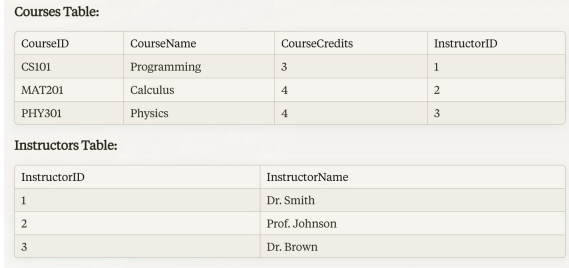 Courses Table:
CourseID CourseName CourseCredits InstructorID
CS101 Programming 3 1
MAT201 Calculus 4 2
PHY301 Physics 4 3
Instructors Table:
InstructorID InstructorName
1 Dr. Smith
2 Prof. Johnson
3 Dr. Brown